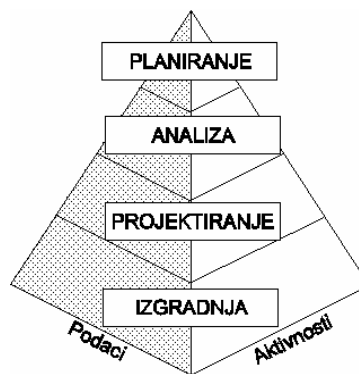 PLANIRANJE
ANALIZA
PROJEKTIRANJE
IZGRADNJA
Podaci
Aktivnosti